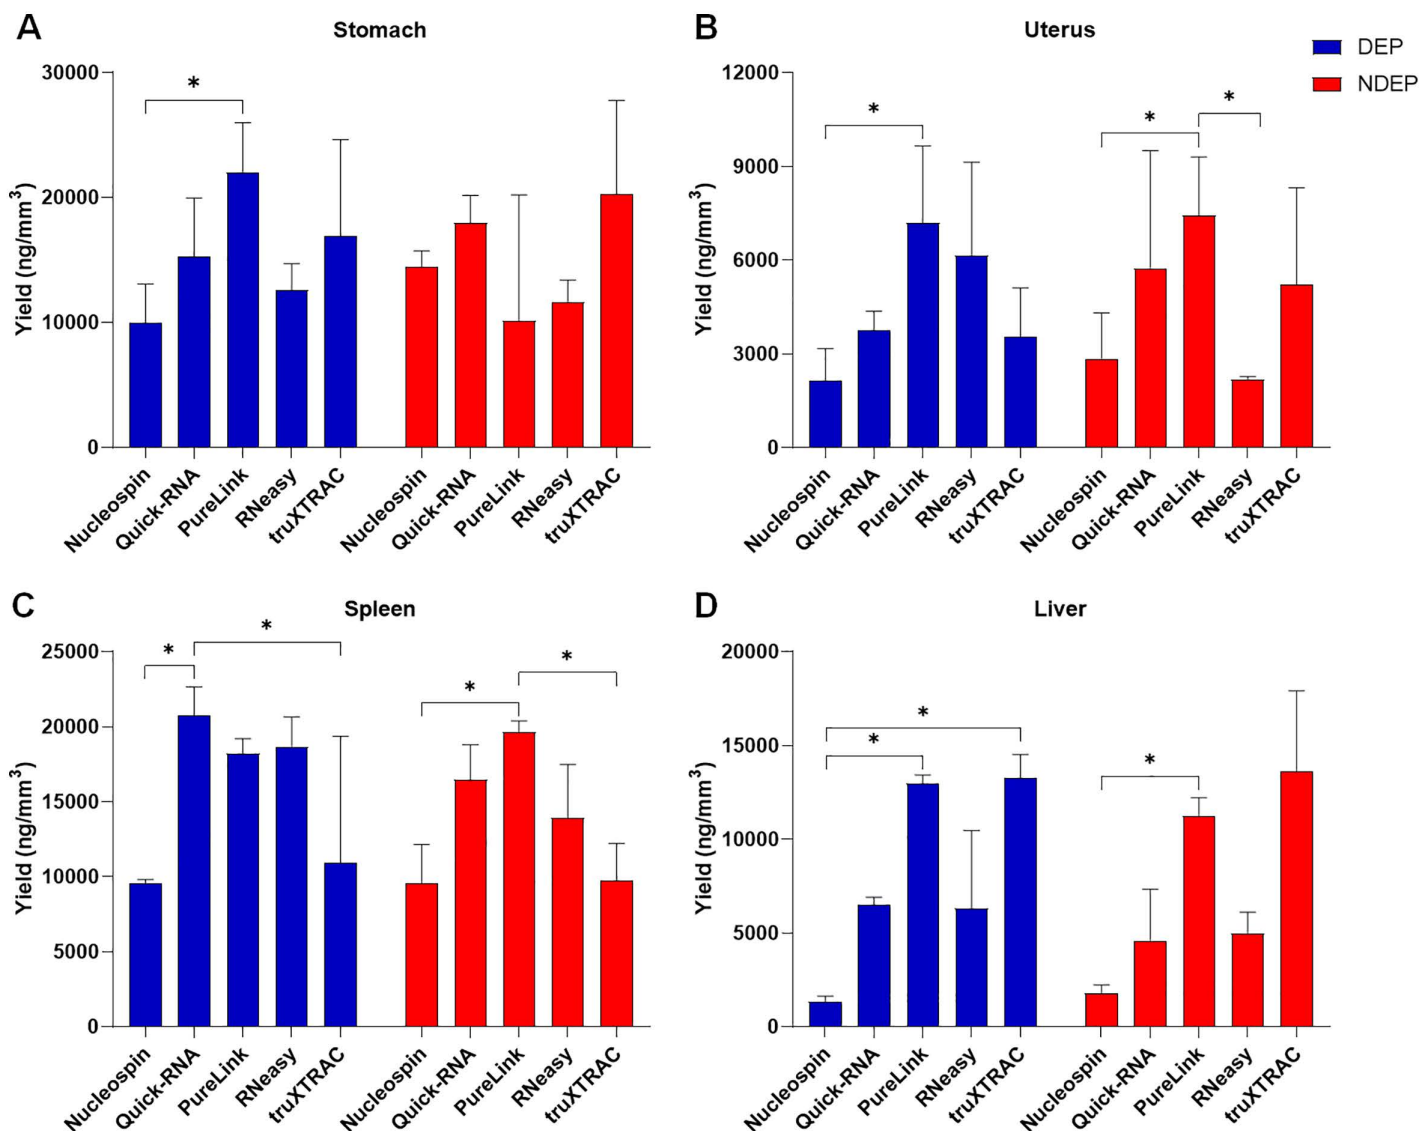 A
Stomach
Yield (ng/mm³)
30000
20000
10000
0
*
Nucleospin
Quick-RNA
PureLink
RNeasy
truXTRAC
Nucleospin
Quick-RNA
PureLink
RNeasy
truXTRAC
B
Uterus
DEP
NDEP
Yield (ng/mm³)
12000
9000
6000
3000
0
*
*
*
Nucleospin
Quick-RNA
PureLink
RNeasy
truXTRAC
Nucleospin
Quick-RNA
PureLink
RNeasy
truXTRAC
C
Spleen
Yield (ng/mm³)
25000
20000
15000
10000
5000
0
*
*
*
*
Nucleospin
Quick-RNA
PureLink
RNeasy
truXTRAC
Nucleospin
Quick-RNA
PureLink
RNeasy
truXTRAC
D
Liver
Yield (ng/mm³)
20000
15000
10000
5000
0
*
*
*
Nucleospin
Quick-RNA
PureLink
RNeasy
truXTRAC
Nucleospin
Quick-RNA
PureLink
RNeasy
truXTRAC